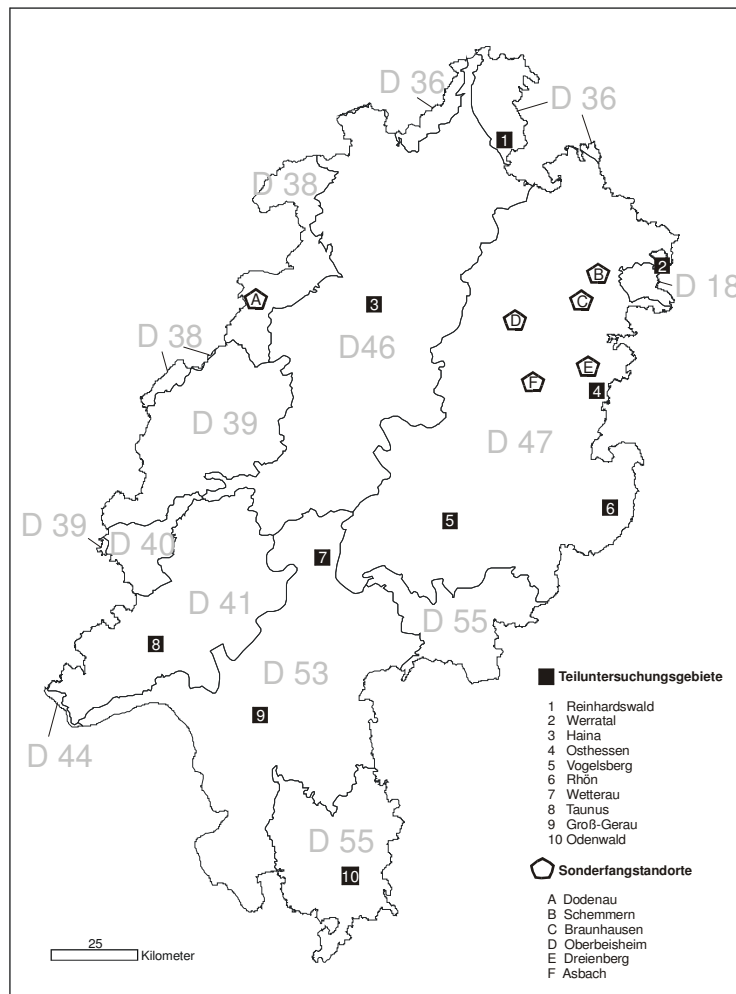 D 36
D 36
1
D 38
2
B
D 18
A
C
3
D
D 38
D46
E
F
4
D 39
D 47
6
5
D 39
D 40
7
D 41
D 55
8
D 53
9
D 44
D 55
10
Teiluntersuchungsgebiete
1 Reinhardswald
2 Werratal
3 Haina
4 Osthessen
5 Vogelsberg
6 Rhön
7 Wetterau
8 Taunus
9 Groß-Gerau
10 Odenwald
Sonderfangstandorte
A Dodenau
B Schemmern
C Braunhausen
D Oberbeisheim
E Dreienberg
F Asbach
25
Kilometer